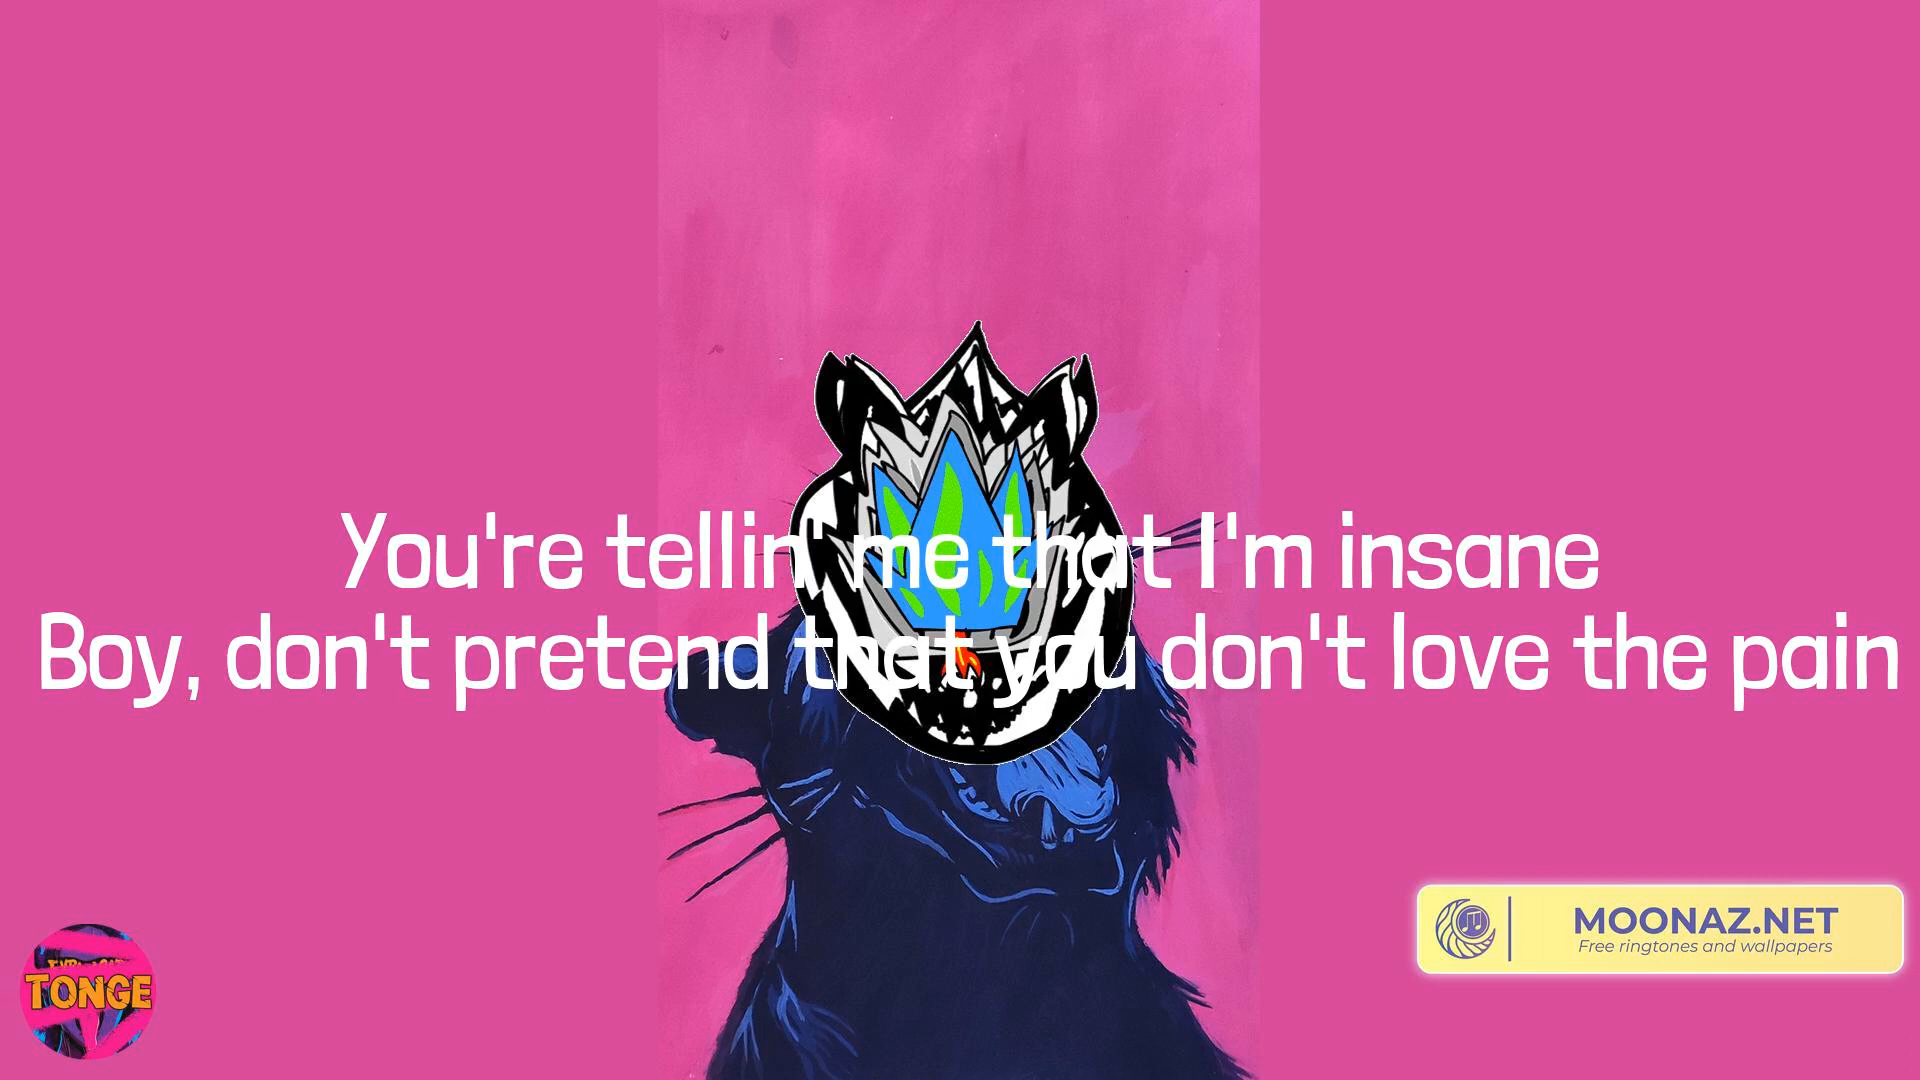 You're tellin' me that I'm insane
Boy, don't pretend that you don't love the pain
TONGE
MOONAZ.NET
Free ringtones and wallpapers